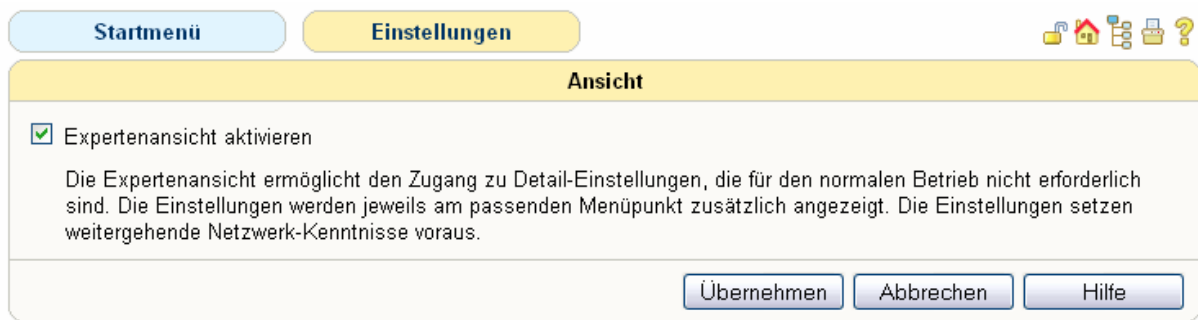 Startmenü
Einstellungen
Ansicht
Expertenansicht aktivieren
Die Expertenansicht ermöglicht den Zugang zu Detail-Einstellungen, die für den normalen Betrieb nicht erforderlich
sind. Die Einstellungen werden jeweils am passenden Menüpunkt zusätzlich angezeigt. Die Einstellungen setzen
weitergehende Netzwerk-Kenntnisse voraus.
Übernehmen
Abbrechen
Hilfe